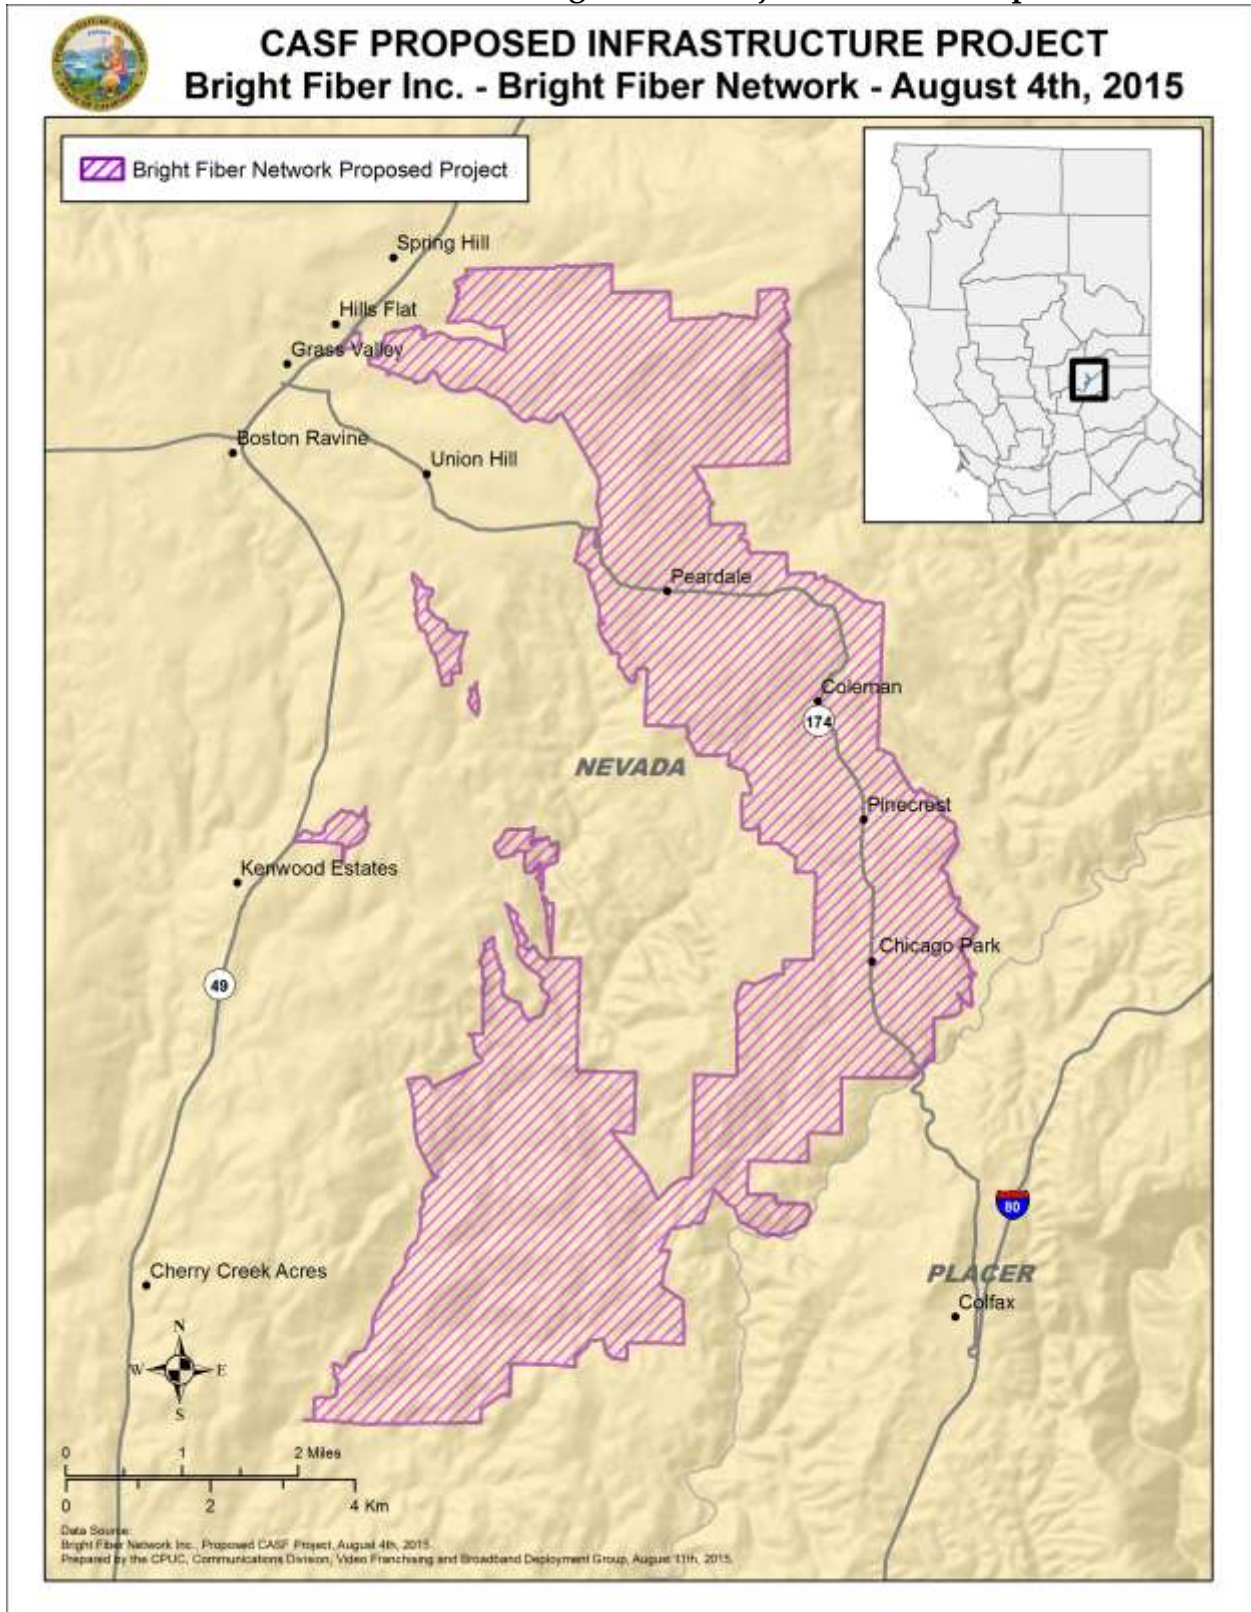 CASF PROPOSED INFRASTRUCTURE PROJECT
Bright Fiber Inc. - Bright Fiber Network - August 4th, 2015
Bright Fiber Network Proposed Project
Spring Hill
Hills Flat
Grass Valley
Boston Ravine
Union Hill
Peardale
Coleman
174
NEVADA
Pinecrest
Kenwood Estates
Chicago Park
49
80
Cherry Creek Acres
PLACER
Colfax
N
W E
S
0 1 2 Miles
0 2 4 Km
Data Source:
Bright Fiber Network Inc., Proposed CASF Project, August 4th, 2015.
Prepared by the CPUC, Communications Division, Video Franchising and Broadband Deployment Group, August 11th, 2015.